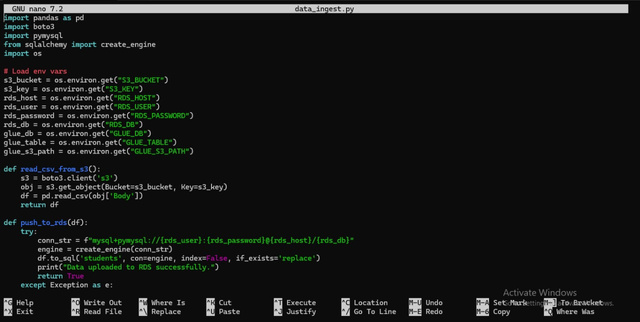 GNU nano 7.2 data_ingest.py
import pandas as pd
import boto3
import pymysql
from sqlalchemy import create_engine
import os
# Load env vars
s3_bucket = os.environ.get("S3_BUCKET")
s3_key = os.environ.get("S3_KEY")
rds_host = os.environ.get("RDS_HOST")
rds_user = os.environ.get("RDS_USER")
rds_password = os.environ.get("RDS_PASSWORD")
rds_db = os.environ.get("RDS_DB")
glue_db = os.environ.get("GLUE_DB")
glue_table = os.environ.get("GLUE_TABLE")
glue_s3_path = os.environ.get("GLUE_S3_PATH")
def read_csv_from_s3():
    s3 = boto3.client('s3')
    obj = s3.get_object(Bucket=s3_bucket, Key=s3_key)
    df = pd.read_csv(obj['Body'])
    return df
def push_to_rds(df):
    try:
        conn_str = f"mysql+pymysql://{rds_user}:{rds_password}@{rds_host}/{rds_db}"
        engine = create_engine(conn_str)
        df.to_sql('students', con=engine, index=False, if_exists='replace')
        print("Data uploaded to RDS successfully.")
        return True
    except Exception as e:
Activate Windows
^G Help ^O Write Out ^W Where Is ^K Cut ^T Execute ^C Location M-U Undo M-A Set Mark M-] To Bracket
^X Exit ^R Read File ^\ Replace ^U Paste ^J Justify ^/ Go To Line M-E Redo M-6 Copy ^Q Where Was